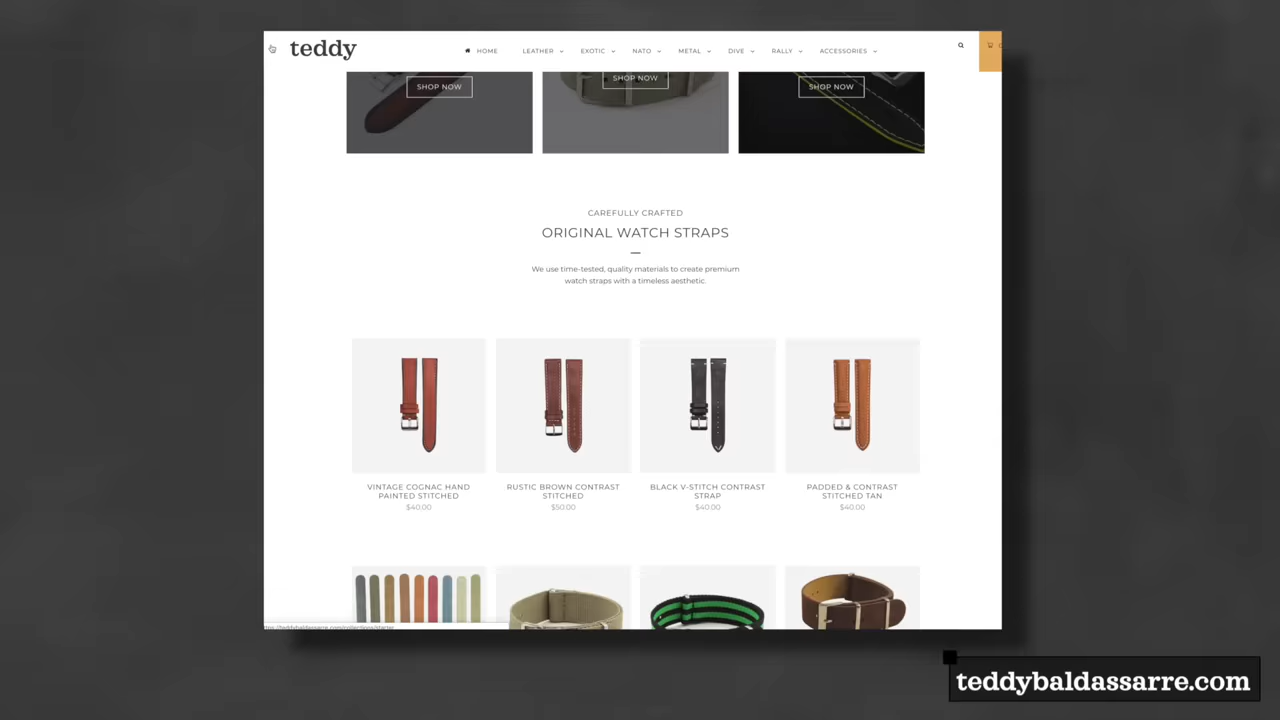 teddy
HOME LEATHER EXOTIC NATO METAL DIVE RALLY ACCESSORIES
SHOP NOW SHOP NOW SHOP NOW
CAREFULLY CRAFTED
ORIGINAL WATCH STRAPS
We use time-tested, quality materials to create premium
watch straps with a timeless aesthetic.
VINTAGE COGNAC HAND
PAINTED STITCHED
$40.00
RUSTIC BROWN CONTRAST
STITCHED
$50.00
BLACK V-STITCH CONTRAST
STRAP
$40.00
PADDED & CONTRAST
STITCHED TAN
$40.00
teddybaldassarre.com